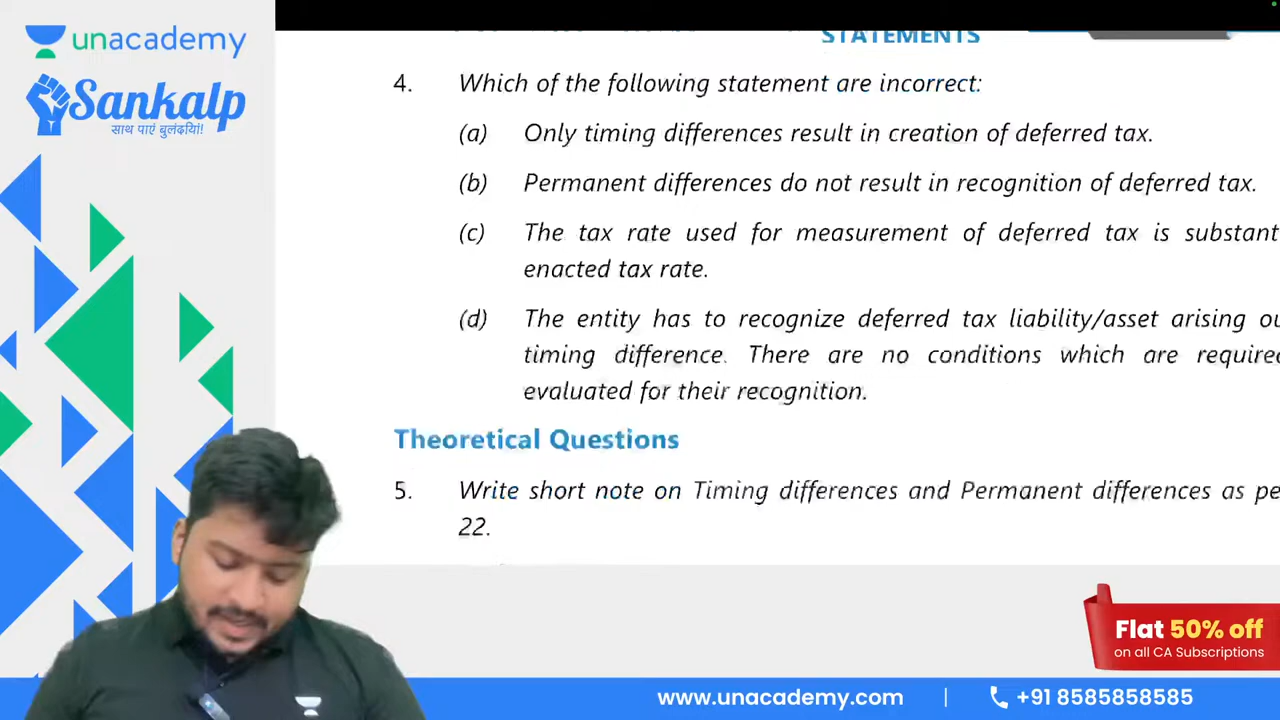 unacademy
Sankalp
साथ पाएं बुलंदियां!
STATEMENTS
4. Which of the following statement are incorrect:
(a) Only timing differences result in creation of deferred tax.
(b) Permanent differences do not result in recognition of deferred tax.
(c) The tax rate used for measurement of deferred tax is substant
enacted tax rate.
(d) The entity has to recognize deferred tax liability/asset arising ou
timing difference. There are no conditions which are require
evaluated for their recognition.
Theoretical Questions
5. Write short note on Timing differences and Permanent differences as pe
22.
Flat 50% off
on all CA Subscriptions
www.unacademy.com | +91 8585858585